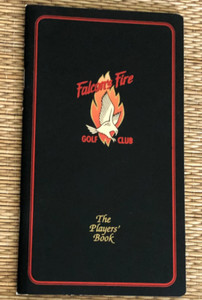 Falcon's Fire
GOLF CLUB
The
Players'
Book